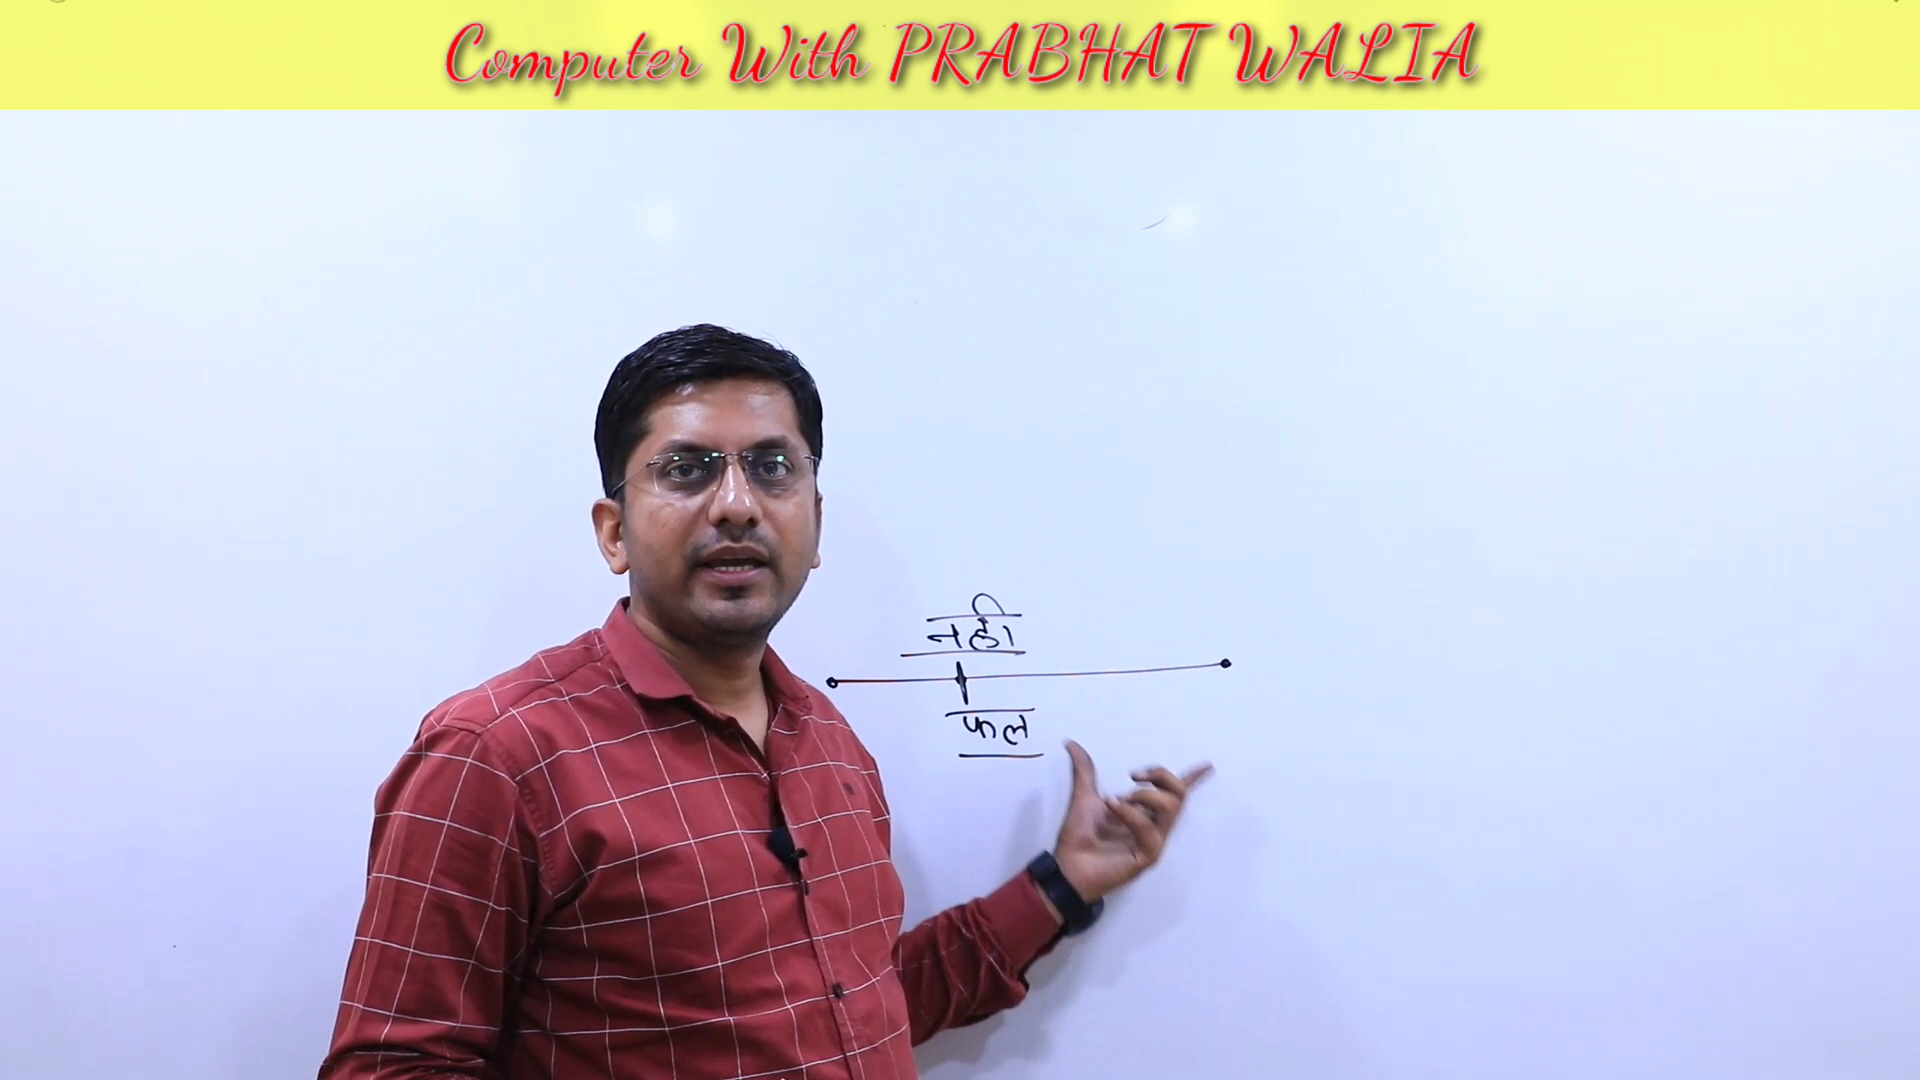 Computer With PRABHAT WALIA
नही
फल